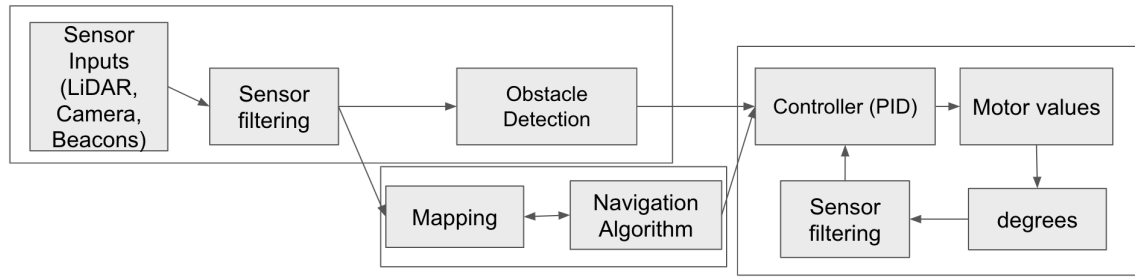 Sensor
Inputs
(LiDAR,
Camera,
Beacons)
Sensor
filtering
Obstacle
Detection
Mapping
Navigation
Algorithm
Controller (PID)
Motor values
degrees
Sensor
filtering